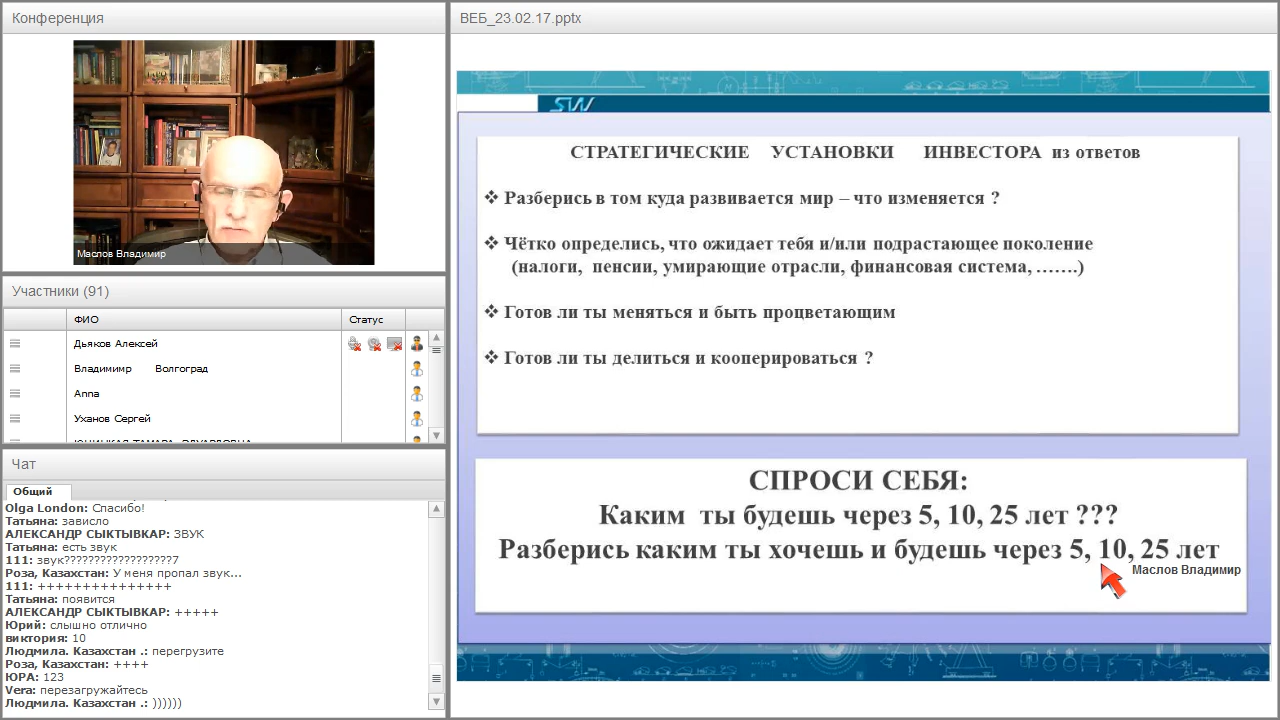 Конференция
Маслов Владимир
Участники (91)
ФИО Статус
Дьяков Алексей
Владимимр Волгоград
Anna
Уханов Сергей
Чат
Общий
Olga London: Спасибо!
Татьяна: зависло
АЛЕКСАНДР СЫКТЫВКАР: ЗВУК
Татьяна: есть звук
111: звук??????????????????7
Роза, Казахстан: У меня пропал звук...
111: +++++++++++++++
Татьяна: появится
АЛЕКСАНДР СЫКТЫВКАР: +++++
Юрий: слышно отлично
виктория: 10
Людмила. Казахстан .: перегрузите
Роза, Казахстан: ++++
ЮРА: 123
Vera: перезагружайтесь
Людмила. Казахстан .: ))))))
ВЕБ_23.02.17.pptx
SW
СТРАТЕГИЧЕСКИЕ УСТАНОВКИ ИНВЕСТОРА из ответов
❖ Разберись в том куда развивается мир – что изменяется ?
❖ Чётко определись, что ожидает тебя и/или подрастающее поколение
(налоги, пенсии, умирающие отрасли, финансовая система, …….)
❖ Готов ли ты меняться и быть процветающим
❖ Готов ли ты делиться и кооперироваться ?
СПРОСИ СЕБЯ:
Каким ты будешь через 5, 10, 25 лет ???
Разберись каким ты хочешь и будешь через 5, 10, 25 лет
Маслов Владимир